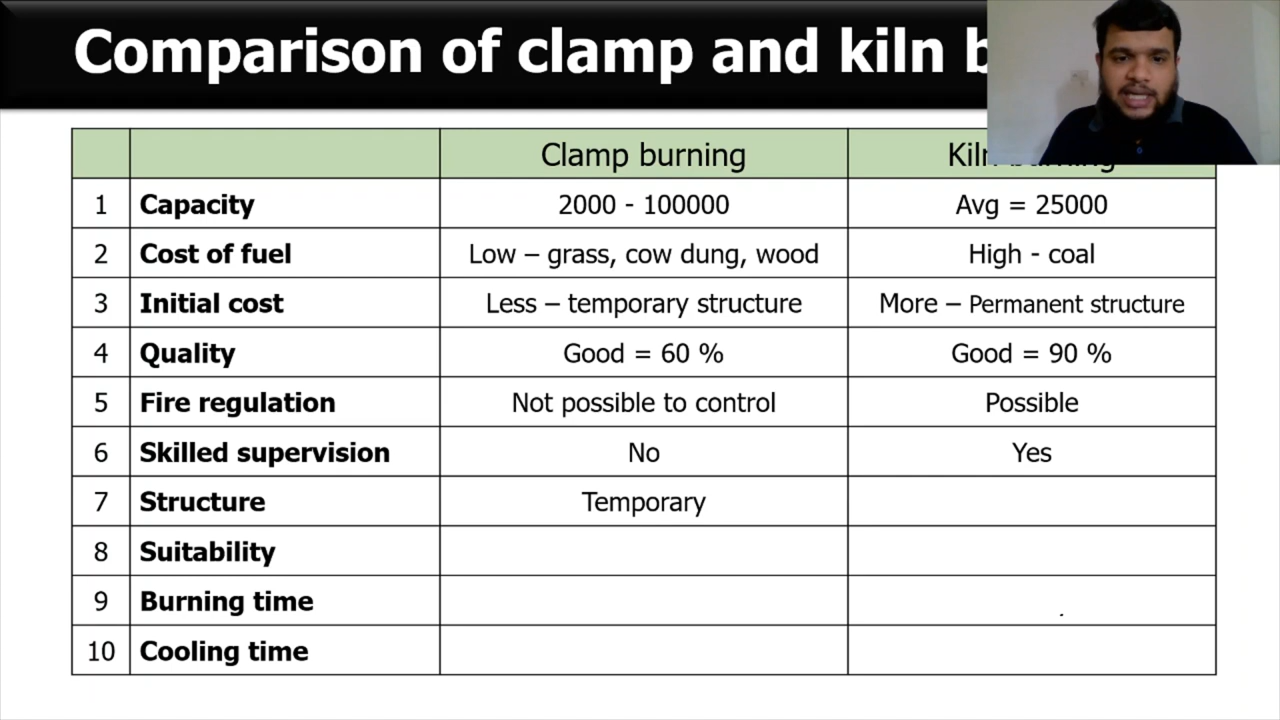 Comparison of clamp and kiln
Clamp burning
1 Capacity 2000 - 100000 Avg = 25000
2 Cost of fuel Low – grass, cow dung, wood High - coal
3 Initial cost Less – temporary structure More – Permanent structure
4 Quality Good = 60 % Good = 90 %
5 Fire regulation Not possible to control Possible
6 Skilled supervision No Yes
7 Structure Temporary
8 Suitability
9 Burning time
10 Cooling time